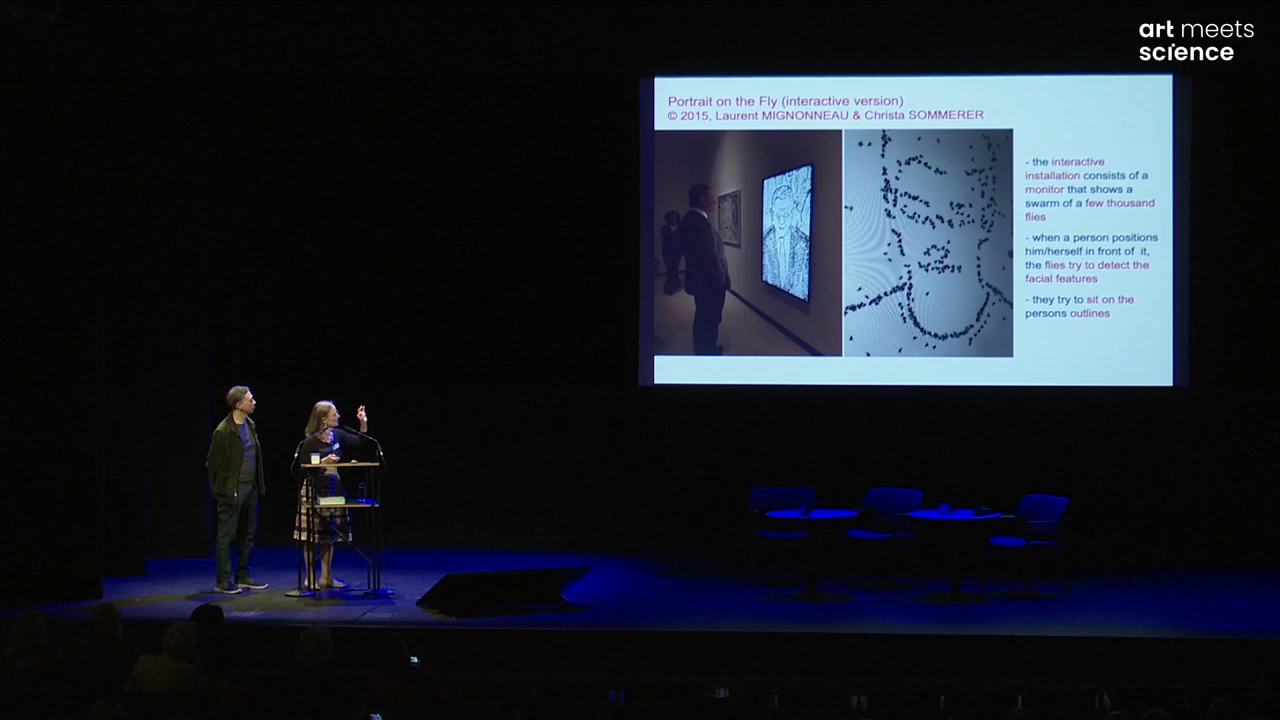 art meets
science
Portrait on the Fly (interactive version)
© 2015, Laurent MIGNONNEAU & Christa SOMMERER
- the interactive
installation consists of a
monitor that shows a
swarm of a few thousand
flies
- when a person positions
him/herself in front of it,
the flies try to detect the
facial features
- they try to sit on the
persons outlines